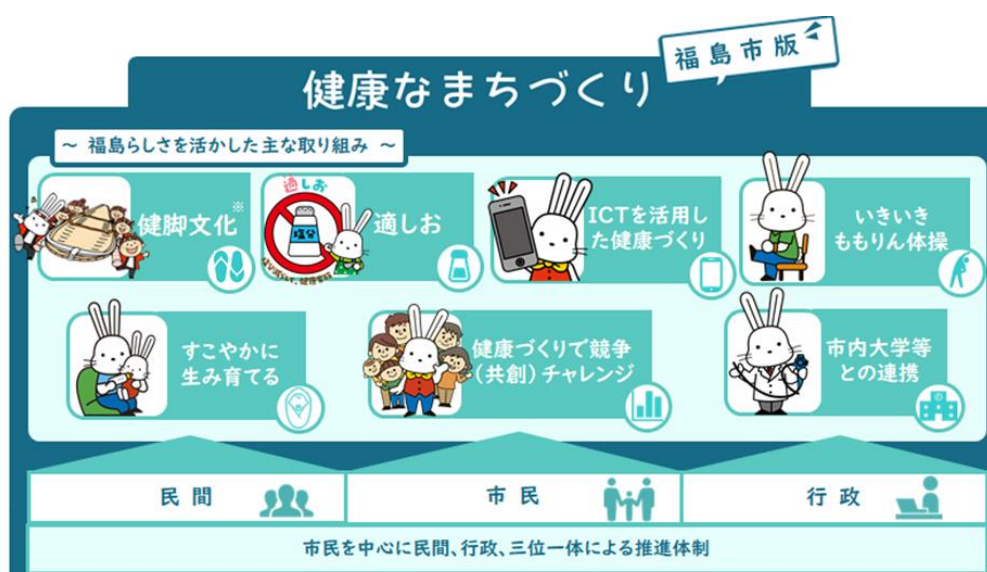 福島市版
健康なまちづくり
～ 福島らしさを活かした主な取り組み ～
健脚文化※
適しお
塩分
適しお
ICTを活用し
た健康づくり
いきいき
ももりん体操
すこやかに
生み育てる
健康づくりで競争
（共創）チャレンジ
市内大学等
との連携
民間
市民
行政
市民を中心に民間、行政、三位一体による推進体制